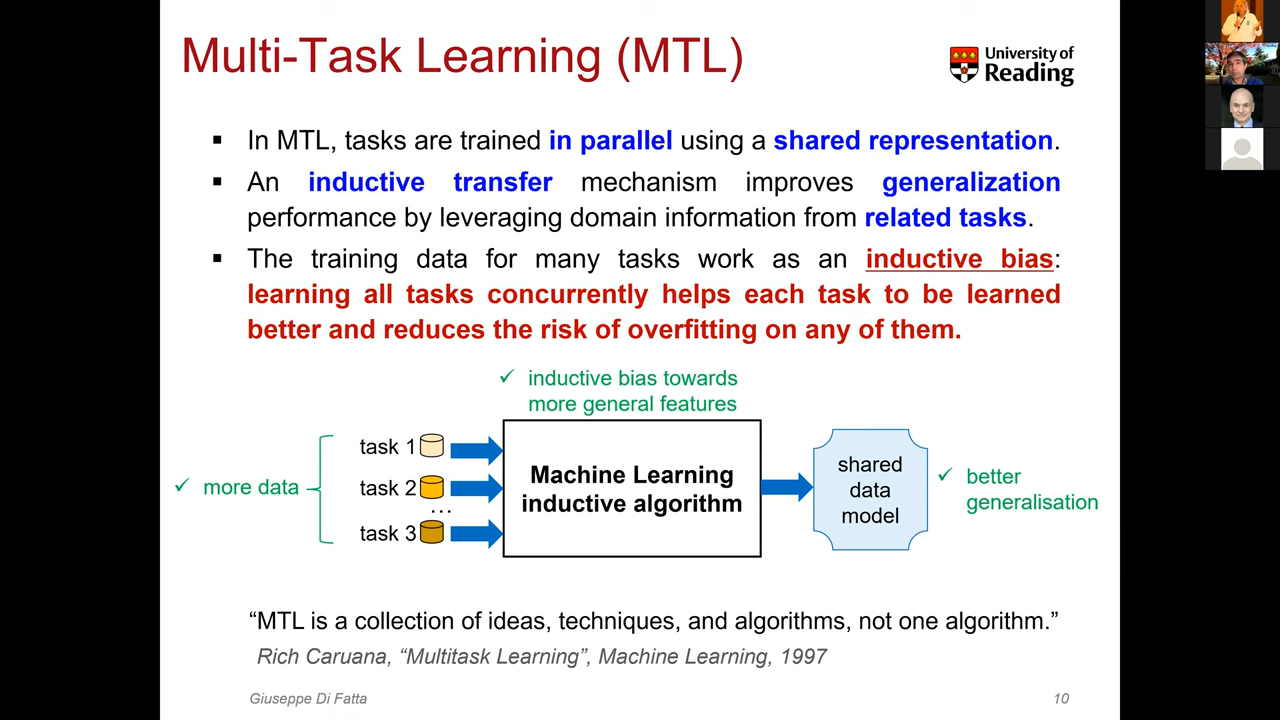 Multi-Task Learning (MTL)
University of
Reading
▪ In MTL, tasks are trained in parallel using a shared representation.
▪ An inductive transfer mechanism improves generalization
performance by leveraging domain information from related tasks.
▪ The training data for many tasks work as an inductive bias:
learning all tasks concurrently helps each task to be learned
better and reduces the risk of overfitting on any of them.
✓ inductive bias towards
more general features
✓ more data
task 1
task 2
...
task 3
Machine Learning
inductive algorithm
shared
data
model
✓ better
generalisation
“MTL is a collection of ideas, techniques, and algorithms, not one algorithm.”
Rich Caruana, “Multitask Learning”, Machine Learning, 1997
Giuseppe Di Fatta
10